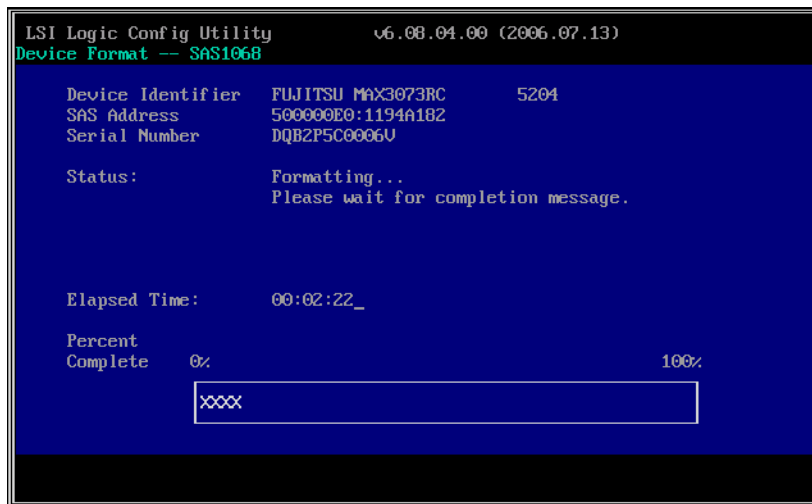 LSI Logic Config Utility v6.08.04.00 (2006.07.13)
Device Format -- SAS1068
Device Identifier FUJITSU MAX3073RC 5204
SAS Address 500000E0:1194A182
Serial Number DQB2P5C0006V
Status: Formatting...
Please wait for completion message.
Elapsed Time: 00:02:22_
Percent
Complete 0% 100%
XXXX